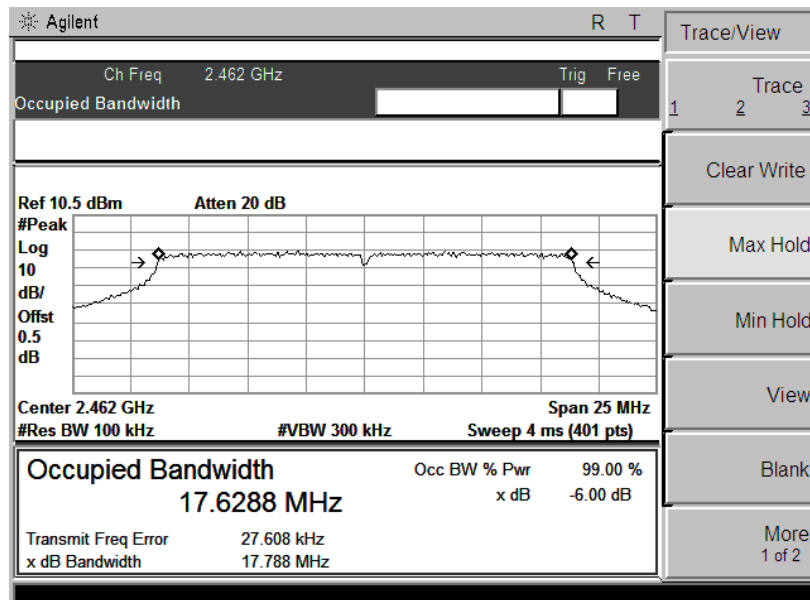 Agilent R T
Ch Freq 2.462 GHz Trig Free
Occupied Bandwidth
Ref 10.5 dBm Atten 20 dB
#Peak
Log
10
dB/
Offst
0.5
dB
Center 2.462 GHz Span 25 MHz
#Res BW 100 kHz #VBW 300 kHz Sweep 4 ms (401 pts)
Occupied Bandwidth Occ BW % Pwr 99.00 %
17.6288 MHz x dB -6.00 dB
Transmit Freq Error 27.608 kHz
x dB Bandwidth 17.788 MHz
Trace/View
Trace
1 2 3
Clear Write
Max Hold
Min Hold
View
Blank
More
1 of 2